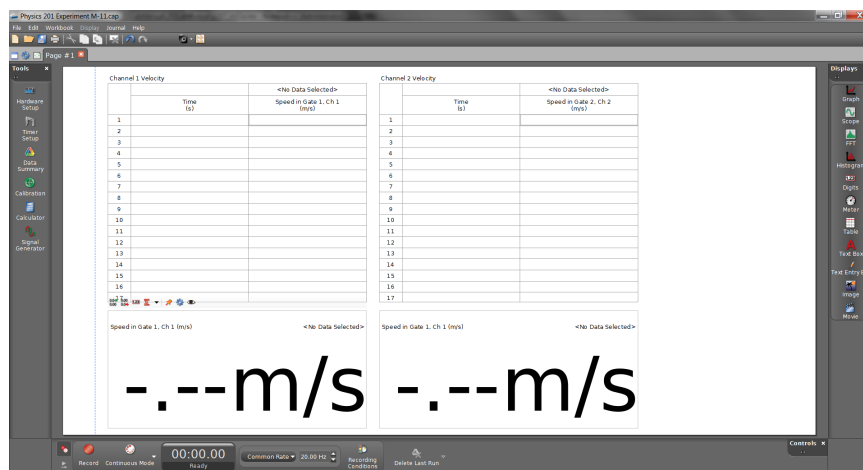 Physics 201 Experiment M-11.cap
File Edit Workbook Display Journal Help
Page #1
Tools
Displays
Hardware
Setup
Timer
Setup
Data
Summary
Calibration
Calculator
Signal
Generator
Channel 1 Velocity
<No Data Selected>
Time
(s)
Speed in Gate 1, Ch 1
(m/s)
1
2
3
4
5
6
7
8
9
10
11
12
13
14
15
16
17
Channel 2 Velocity
<No Data Selected>
Time
(s)
Speed in Gate 2, Ch 2
(m/s)
1
2
3
4
5
6
7
8
9
10
11
12
13
14
15
16
17
Speed in Gate 1, Ch 1 (m/s) <No Data Selected>
-.--m/s
Speed in Gate 1, Ch 1 (m/s) <No Data Selected>
-.--m/s
Graph
Scope
FFT
Histogra
Digits
Meter
Table
Text Box
Text Entry
Image
Movie
Record
Continuous Mode
00:00.00
Ready
Common Rate 20.00 Hz
Recording
Conditions
Delete Last Run
Controls